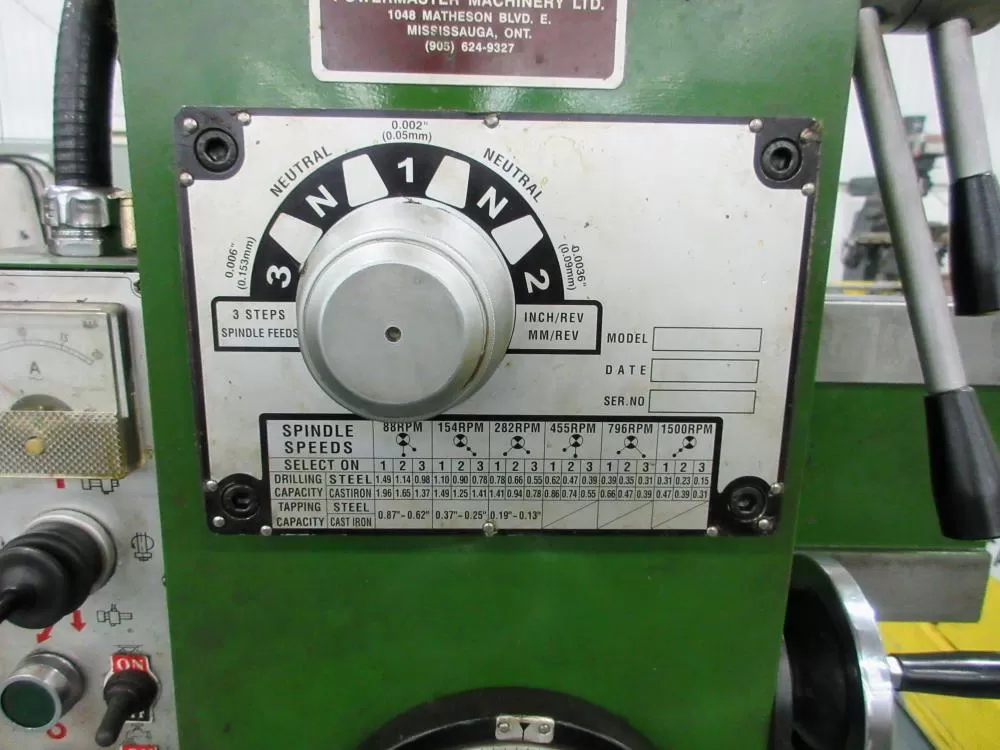 POWERMASTER MACHINERY LTD.
1048 MATHESON BLVD. E.
MISSISSAUGA, ONT.
(905) 624-9327
0.002"
(0.05mm)
NEUTRAL
NEUTRAL
3 N 1 N 2
0.006"
(0.153mm)
0.0036"
(0.09mm)
3 STEPS
SPINDLE FEEDS
INCH/REV
MM/REV
MODEL
DATE
SER.NO
SPINDLE SPEEDS 88RPM 154RPM 282RPM 455RPM 796RPM 1500RPM
SELECT ON 1 2 3 1 2 3 1 2 3 1 2 3 1 2 3 1 2 3
DRILLING STEEL 1.49 1.14 0.98 1.10 0.90 0.78 0.78 0.66 0.55 0.62 0.47 0.39 0.39 0.35 0.31 0.31 0.23 0.15
CAPACITY CASTIRON 1.96 1.65 1.37 1.49 1.25 1.41 1.41 0.94 0.78 0.86 0.74 0.55 0.66 0.47 0.39 0.47 0.39 0.31
TAPPING STEEL
CAPACITY CAST IRON 0.87"-0.62" 0.37"-0.25" 0.19"-0.13"
A
15
ON